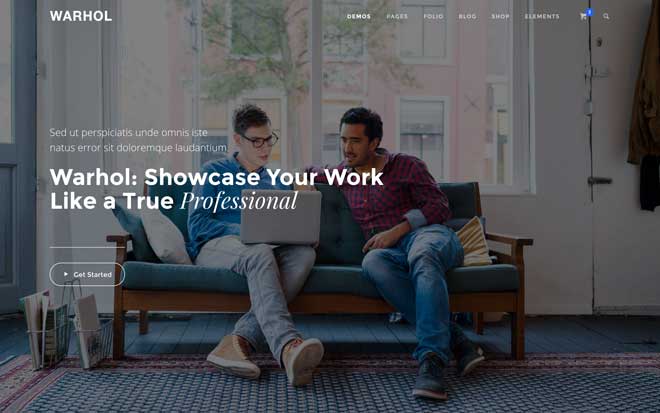 WARHOL
DEMOS PAGES FOLIO BLOG SHOP ELEMENTS
Sed ut perspiciatis unde omnis iste
natus error sit doloremque laudantium
Warhol: Showcase Your Work
Like a True Professional
Get Started